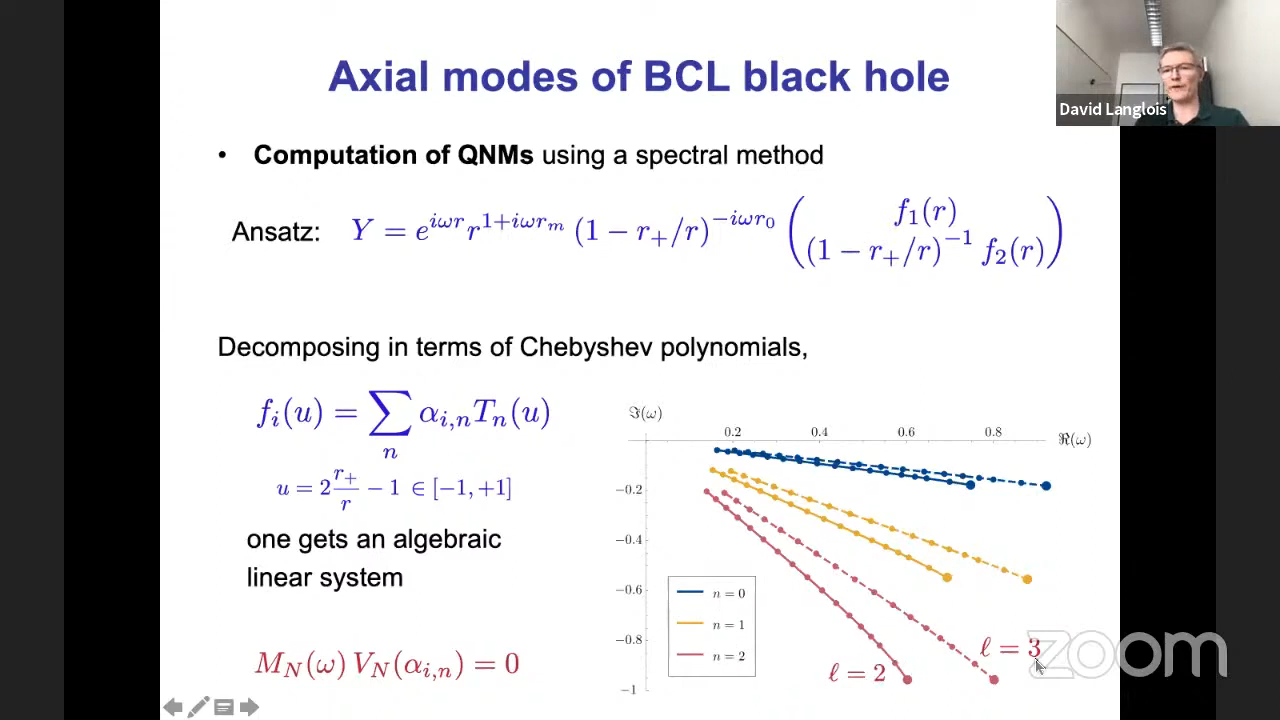 Axial modes of BCL black hole
David Langlois
• Computation of QNMs using a spectral method
Ansatz: Y = e^{iωr} r^{1+iωr_m} (1 − r_+/r)^{−iωr_0} ( f_1(r)
(1 − r_+/r)^{−1} f_2(r) )
Decomposing in terms of Chebyshev polynomials,
f_i(u) = ∑_n α_{i,n} T_n(u)
u = 2 r_+/r − 1 ∈ [−1, +1]
one gets an algebraic
linear system
M_N(ω) V_N(α_{i,n}) = 0
ℑ(ω)
0.2 0.4 0.6 0.8
ℜ(ω)
−0.2
−0.4
−0.6
−0.8
−1
n = 0
n = 1
n = 2
ℓ = 2
ℓ = 3
zoom